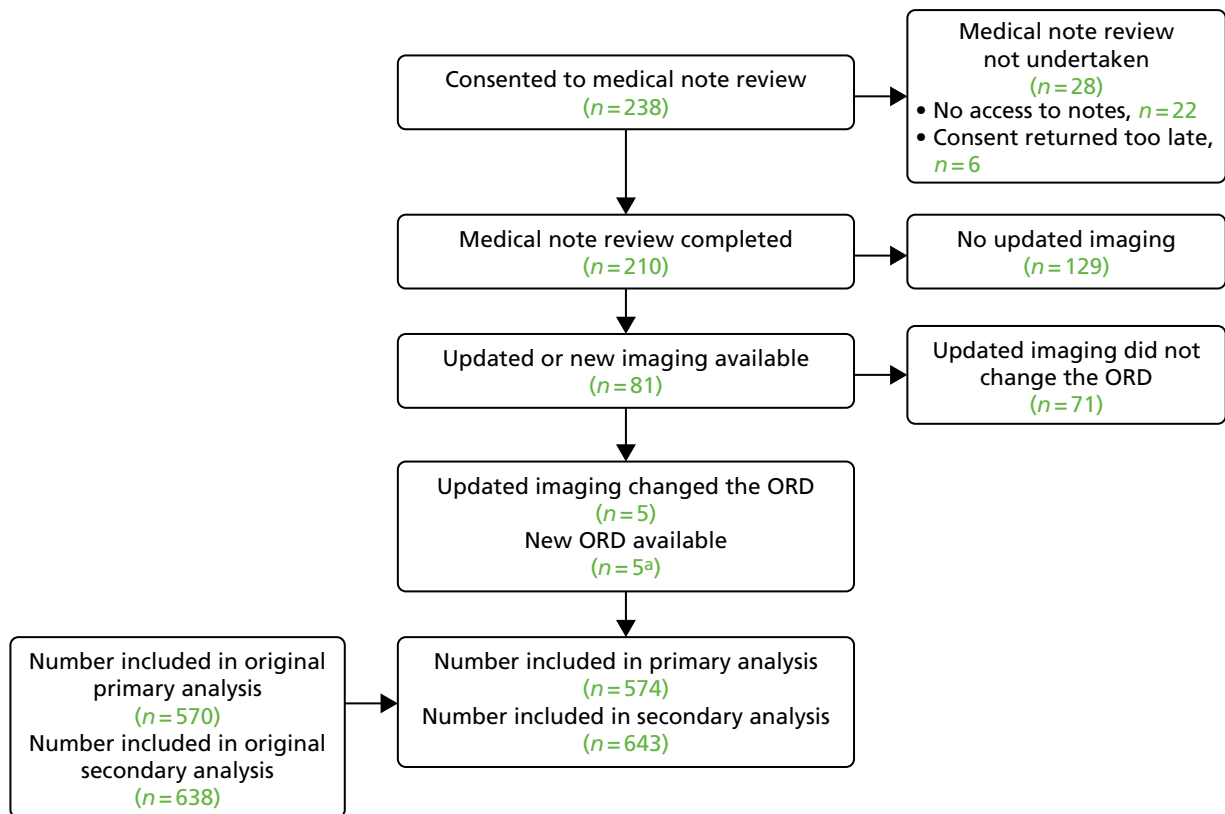 Consented to medical note review
(n=238)
Medical note review
not undertaken
(n=28)
• No access to notes, n=22
• Consent returned too late,
n=6
Medical note review completed
(n=210)
No updated imaging
(n=129)
Updated or new imaging available
(n=81)
Updated imaging did not
change the ORD
(n=71)
Updated imaging changed the ORD
(n=5)
New ORD available
(n=5ᵃ)
Number included in original
primary analysis
(n=570)
Number included in original
secondary analysis
(n=638)
Number included in primary analysis
(n=574)
Number included in secondary analysis
(n=643)